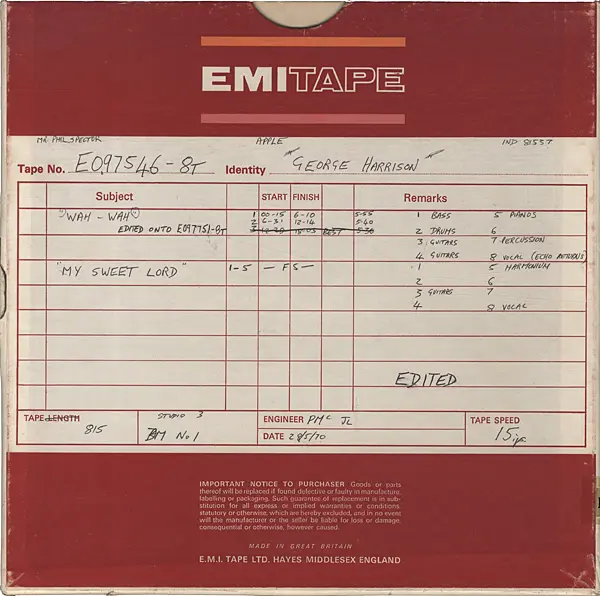 EMITAPE
MR. PHIL SPECTOR APPLE IND 81557
Tape No. E097546-8T Identity "GEORGE HARRISON"
Subject START FINISH Remarks
"WAH - WAH" 1 00-15 6-10 5-55 1 BASS 5 PIANOS
2 6-31 12-14 5-40
EDITED ONTO E097751-8T 3 12-20 18-03 BEST 5-30 2 DRUMS 6
3 GUITARS 7 PERCUSSION
4 GUITARS 8 VOCAL (ECHO
"MY SWEET LORD" 1-5 — FS — 1 5 HARMONIUM
2 6
3 GUITARS 7
4 8 VOCAL
EDITED
TAPE LENGTH 815 STUDIO 3 ENGINEER PMC JL TAPE SPEED
No 1 DATE 28/5/70 15 ips
IMPORTANT NOTICE TO PURCHASER Goods or parts
thereof will be replaced if found defective or faulty in manufacture,
labelling or packaging. Such guarantee of replacement is in sub-
stitution for all express or implied warranties or conditions,
statutory or otherwise, which are hereby excluded, and in no event
will the manufacturer or the seller be liable for loss or damage,
consequential or otherwise, however caused.
MADE IN GREAT BRITAIN
E.M.I. TAPE LTD. HAYES MIDDLESEX ENGLAND